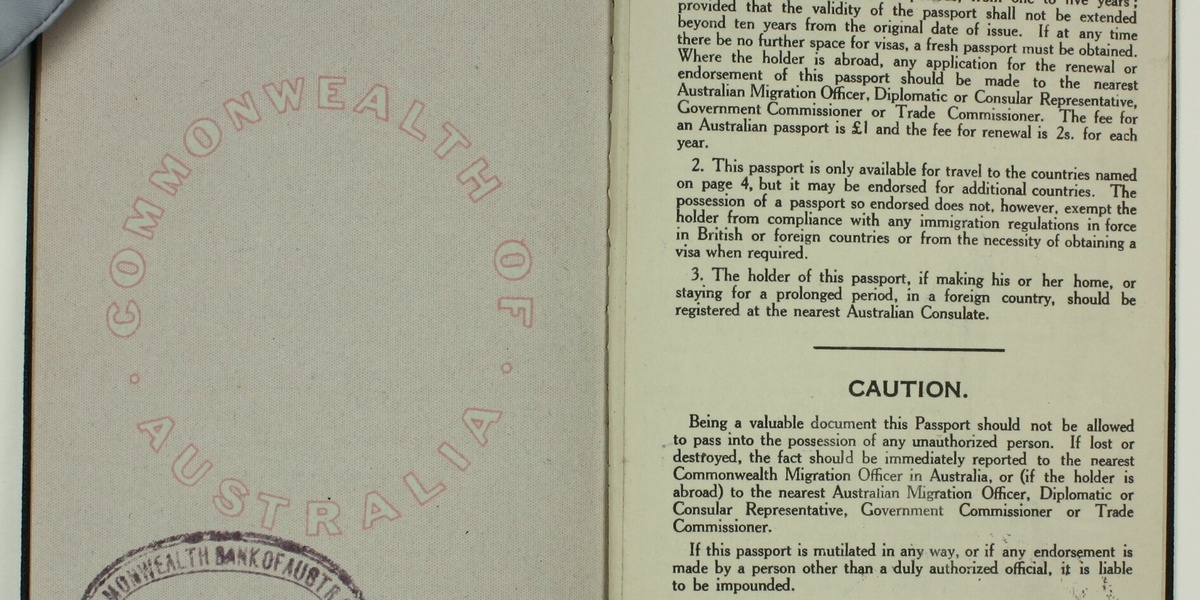 COMMONWEALTH OF
· AUSTRALIA ·
MONWEALTH BANK OF AUSTR
to five years;
provided that the validity of the passport shall not be extended
beyond ten years from the original date of issue. If at any time
there be no further space for visas, a fresh passport must be obtained.
Where the holder is abroad, any application for the renewal or
endorsement of this passport should be made to the nearest
Australian Migration Officer, Diplomatic or Consular Representative,
Government Commissioner or Trade Commissioner. The fee for
an Australian passport is £1 and the fee for renewal is 2s. for each
year.
2. This passport is only available for travel to the countries named
on page 4, but it may be endorsed for additional countries. The
possession of a passport so endorsed does not, however, exempt the
holder from compliance with any immigration regulations in force
in British or foreign countries or from the necessity of obtaining a
visa when required.
3. The holder of this passport, if making his or her home, or
staying for a prolonged period, in a foreign country, should be
registered at the nearest Australian Consulate.
CAUTION.
Being a valuable document this Passport should not be allowed
to pass into the possession of any unauthorized person. If lost or
destroyed, the fact should be immediately reported to the nearest
Commonwealth Migration Officer in Australia, or (if the holder is
abroad) to the nearest Australian Migration Officer, Diplomatic or
Consular Representative, Government Commissioner or Trade
Commissioner.
If this passport is mutilated in any way, or if any endorsement is
made by a person other than a duly authorized official, it is liable
to be impounded.